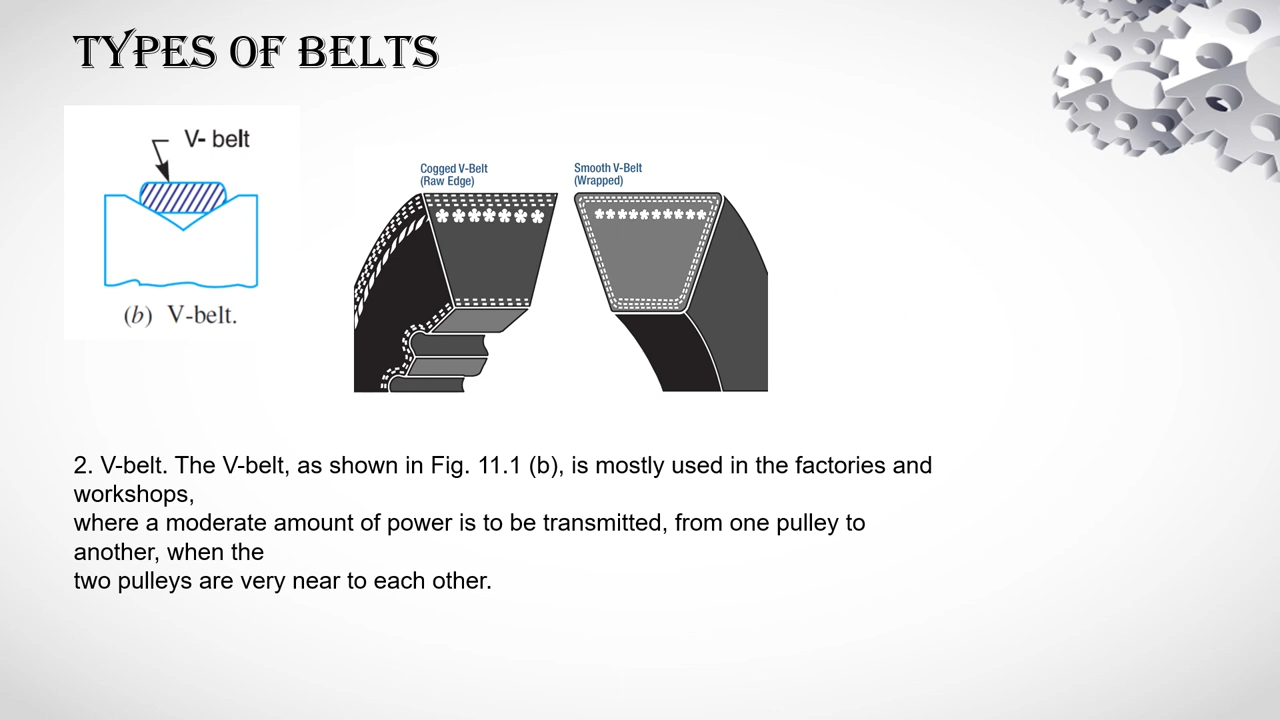 TYPES OF BELTS
V- belt
(b) V-belt.
Cogged V-Belt
(Raw Edge)
Smooth V-Belt
(Wrapped)
2. V-belt. The V-belt, as shown in Fig. 11.1 (b), is mostly used in the factories and
workshops,
where a moderate amount of power is to be transmitted, from one pulley to
another, when the
two pulleys are very near to each other.